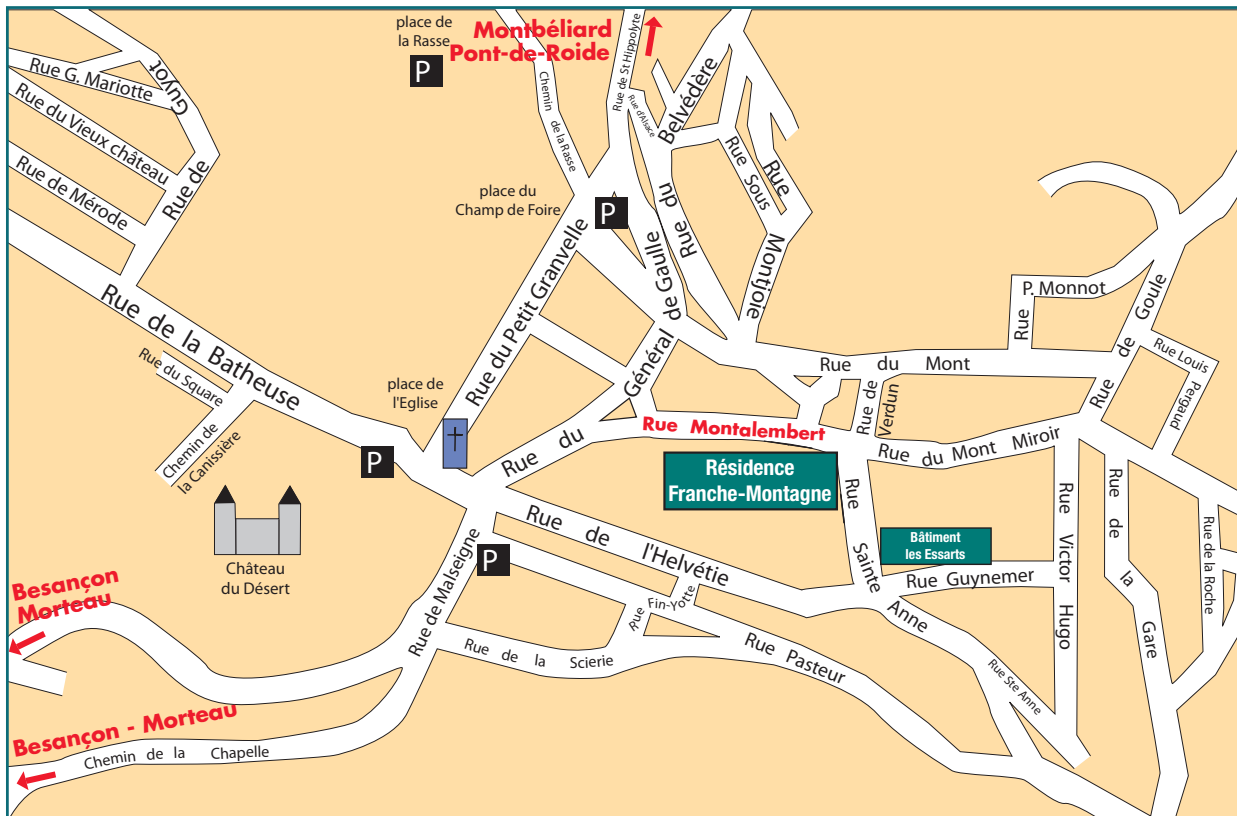 place de
la Rasse
P
Montbéliard
Pont-de-Roide
Rue de St Hippolyte
Chemin de la Rasse
Rue d'Alsace
Rue du Belvédère
Rue Sous Montjoie
Rue
Rue G. Mariotte
Rue de Guyot
Rue du Vieux château
Rue de Mérode
place du
Champ de Foire
P
Rue du Petit Granvelle
Rue du Général de Gaulle
Rue P. Monnot
Rue de Goule
Rue Louis Pergaud
Rue du Mont
Rue de la Batheuse
Rue du Square
Chemin de
la Canissière
place de
l'Eglise
P
Rue Montalembert
Rue de Verdun
Rue du Mont Miroir
Résidence
Franche-Montagne
Bâtiment
les Essarts
Rue Sainte Anne
Rue Guynemer
Rue Victor Hugo
Rue de la Gare
Rue de la Roche
Rue de l'Helvétie
P
Rue de Malseigne
Château
du Désert
Rue Fin-Yotte
Rue Pasteur
Rue de la Scierie
Rue Ste Anne
Besançon
Morteau
Besançon - Morteau
Chemin de la Chapelle